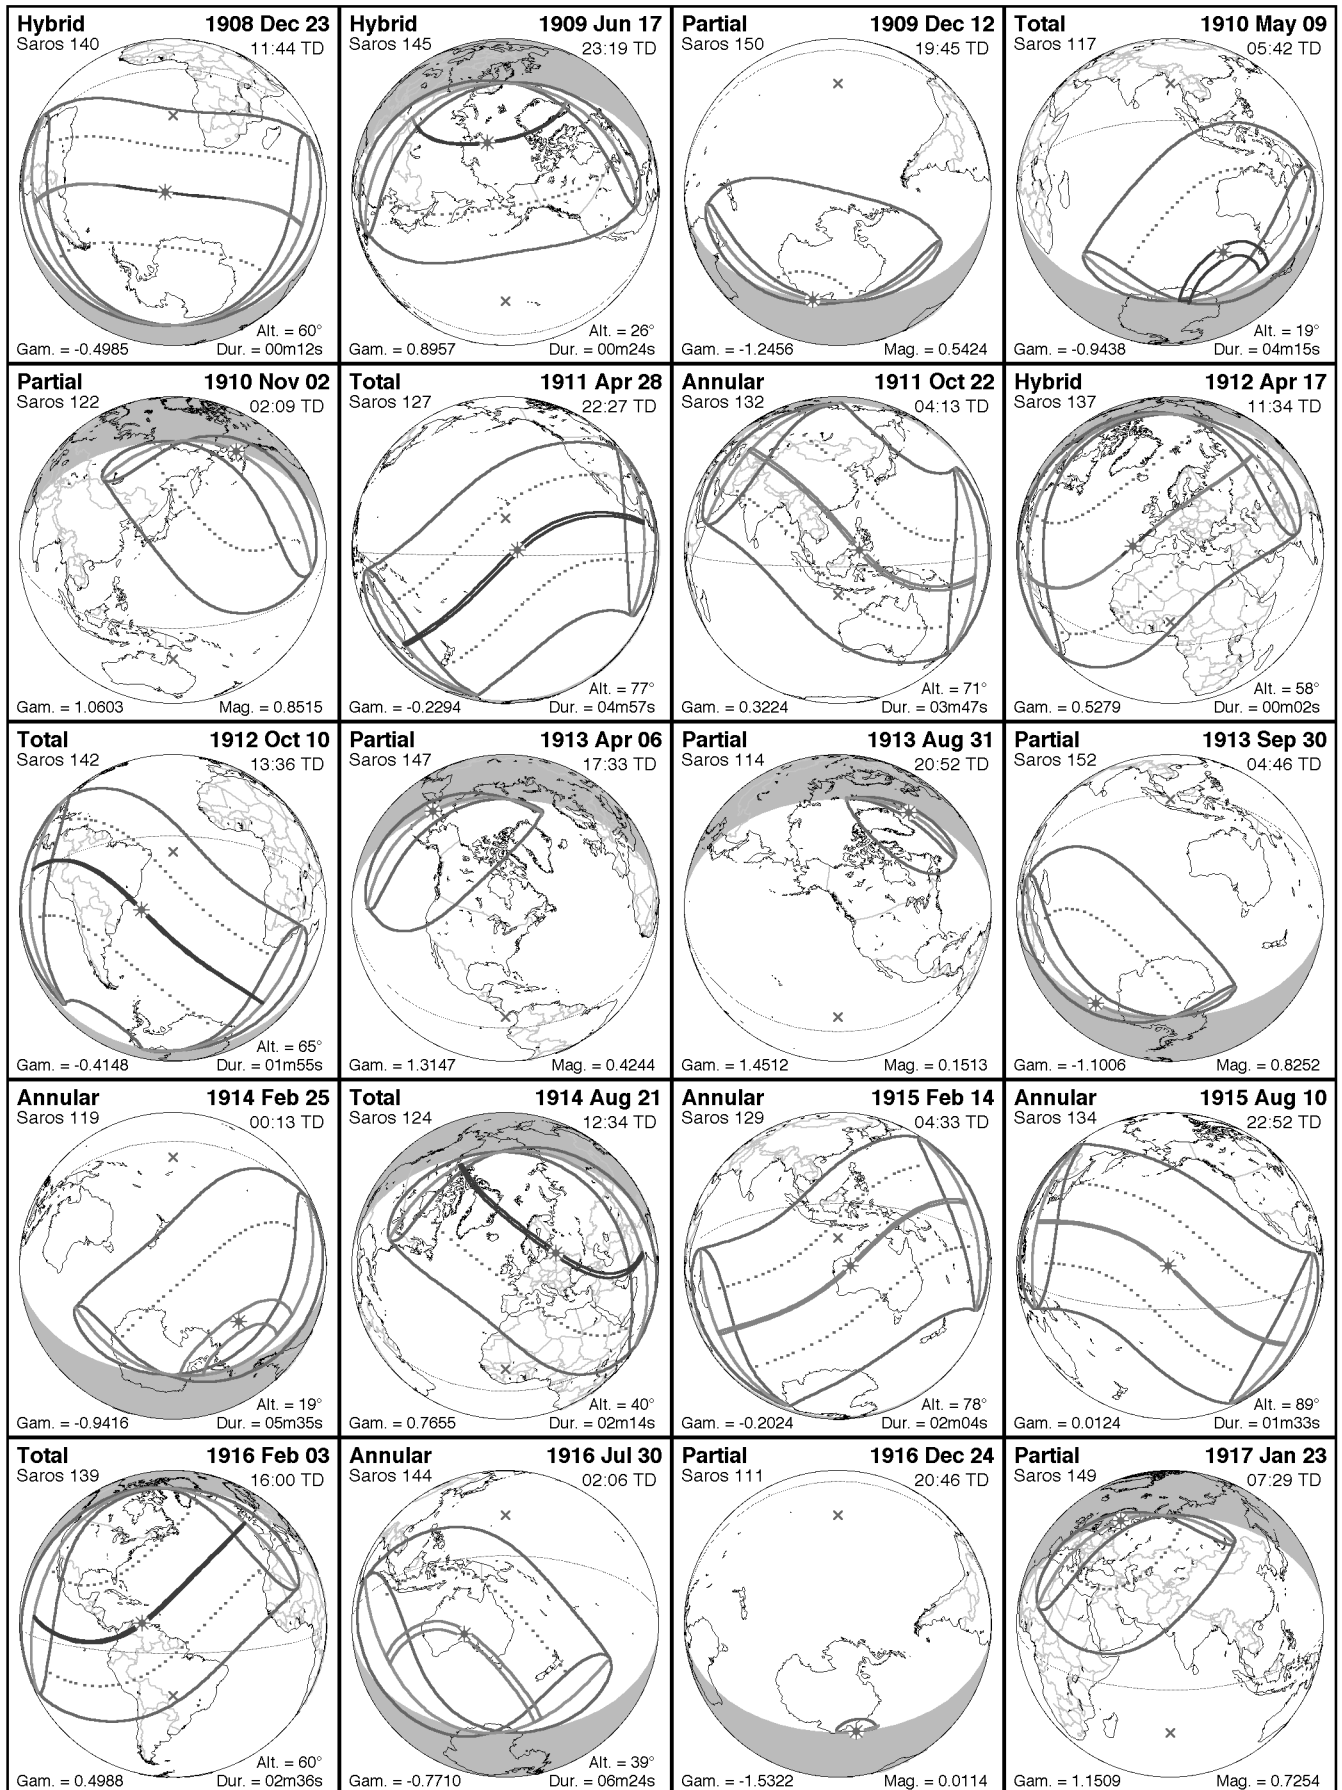 Hybrid 1908 Dec 23
Saros 140 11:44 TD
Alt. = 60°
Gam. = -0.4985 Dur. = 00m12s
Hybrid 1909 Jun 17
Saros 145 23:19 TD
Alt. = 26°
Gam. = 0.8957 Dur. = 00m24s
Partial 1909 Dec 12
Saros 150 19:45 TD
Gam. = -1.2456 Mag. = 0.5424
Total 1910 May 09
Saros 117 05:42 TD
Alt. = 19°
Gam. = -0.9438 Dur. = 04m15s
Partial 1910 Nov 02
Saros 122 02:09 TD
Gam. = 1.0603 Mag. = 0.8515
Total 1911 Apr 28
Saros 127 22:27 TD
Alt. = 77°
Gam. = -0.2294 Dur. = 04m57s
Annular 1911 Oct 22
Saros 132 04:13 TD
Alt. = 71°
Gam. = 0.3224 Dur. = 03m47s
Hybrid 1912 Apr 17
Saros 137 11:34 TD
Alt. = 58°
Gam. = 0.5279 Dur. = 00m02s
Total 1912 Oct 10
Saros 142 13:36 TD
Alt. = 65°
Gam. = -0.4148 Dur. = 01m55s
Partial 1913 Apr 06
Saros 147 17:33 TD
Gam. = 1.3147 Mag. = 0.4244
Partial 1913 Aug 31
Saros 114 20:52 TD
Gam. = 1.4512 Mag. = 0.1513
Partial 1913 Sep 30
Saros 152 04:46 TD
Gam. = -1.1006 Mag. = 0.8252
Annular 1914 Feb 25
Saros 119 00:13 TD
Alt. = 19°
Gam. = -0.9416 Dur. = 05m35s
Total 1914 Aug 21
Saros 124 12:34 TD
Alt. = 40°
Gam. = 0.7655 Dur. = 02m14s
Annular 1915 Feb 14
Saros 129 04:33 TD
Alt. = 78°
Gam. = -0.2024 Dur. = 02m04s
Annular 1915 Aug 10
Saros 134 22:52 TD
Alt. = 89°
Gam. = 0.0124 Dur. = 01m33s
Total 1916 Feb 03
Saros 139 16:00 TD
Alt. = 60°
Gam. = 0.4988 Dur. = 02m36s
Annular 1916 Jul 30
Saros 144 02:06 TD
Alt. = 39°
Gam. = -0.7710 Dur. = 06m24s
Partial 1916 Dec 24
Saros 111 20:46 TD
Gam. = -1.5322 Mag. = 0.0114
Partial 1917 Jan 23
Saros 149 07:29 TD
Gam. = 1.1509 Mag. = 0.7254